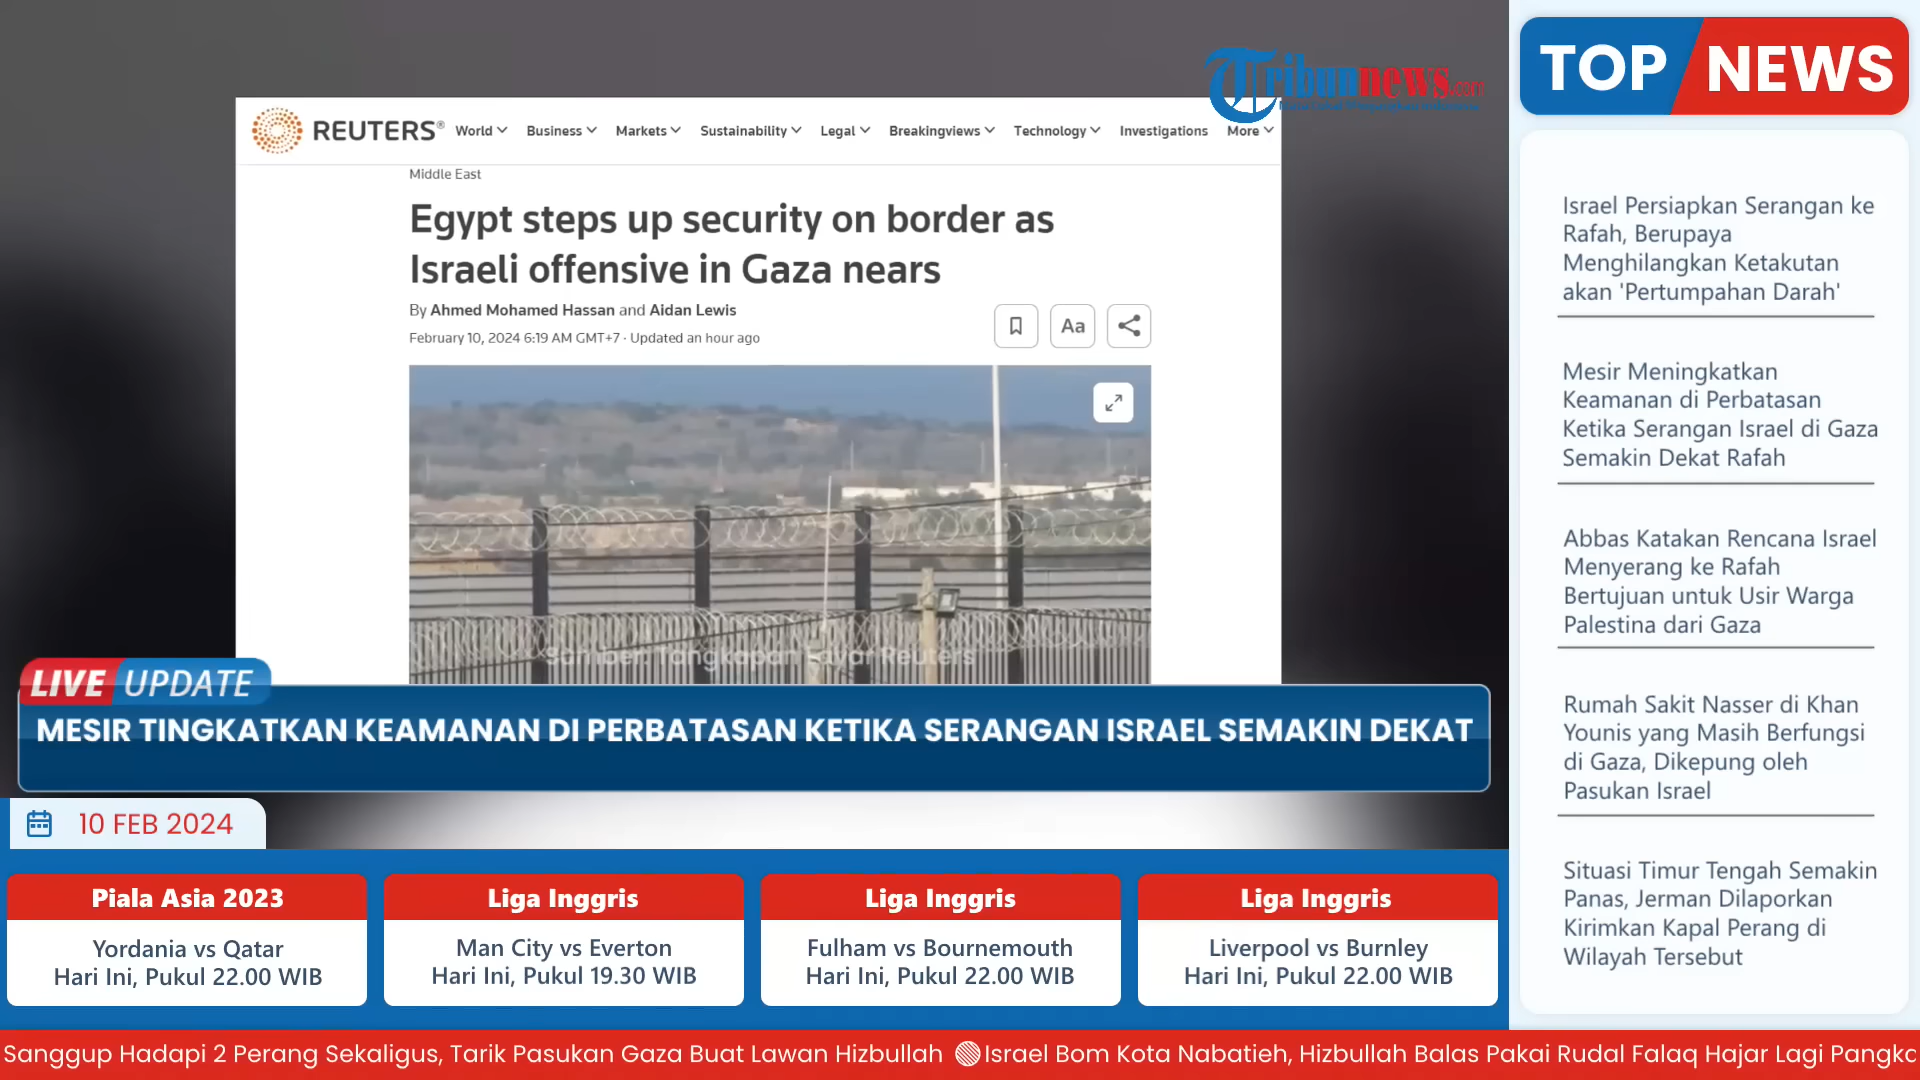 Tribunnews.com
REUTERS®
World
Business
Markets
Sustainability
Legal
Breakingviews
Technology
Investigations
More
Middle East
Egypt steps up security on border as
Israeli offensive in Gaza nears
By Ahmed Mohamed Hassan and Aidan Lewis
February 10, 2024 6:19 AM GMT+7 · Updated an hour ago
Aa
Sumber: Tangkapan Layar Reuters
LIVE UPDATE
MESIR TINGKATKAN KEAMANAN DI PERBATASAN KETIKA SERANGAN ISRAEL SEMAKIN DEKAT
10 FEB 2024
Piala Asia 2023
Yordania vs Qatar
Hari Ini, Pukul 22.00 WIB
Liga Inggris
Man City vs Everton
Hari Ini, Pukul 19.30 WIB
Liga Inggris
Fulham vs Bournemouth
Hari Ini, Pukul 22.00 WIB
Liga Inggris
Liverpool vs Burnley
Hari Ini, Pukul 22.00 WIB
TOP NEWS
Israel Persiapkan Serangan ke
Rafah, Berupaya
Menghilangkan Ketakutan
akan 'Pertumpahan Darah'
Mesir Meningkatkan
Keamanan di Perbatasan
Ketika Serangan Israel di Gaza
Semakin Dekat Rafah
Abbas Katakan Rencana Israel
Menyerang ke Rafah
Bertujuan untuk Usir Warga
Palestina dari Gaza
Rumah Sakit Nasser di Khan
Younis yang Masih Berfungsi
di Gaza, Dikepung oleh
Pasukan Israel
Situasi Timur Tengah Semakin
Panas, Jerman Dilaporkan
Kirimkan Kapal Perang di
Wilayah Tersebut
Sanggup Hadapi 2 Perang Sekaligus, Tarik Pasukan Gaza Buat Lawan Hizbullah Israel Bom Kota Nabatieh, Hizbullah Balas Pakai Rudal Falaq Hajar Lagi Pangka